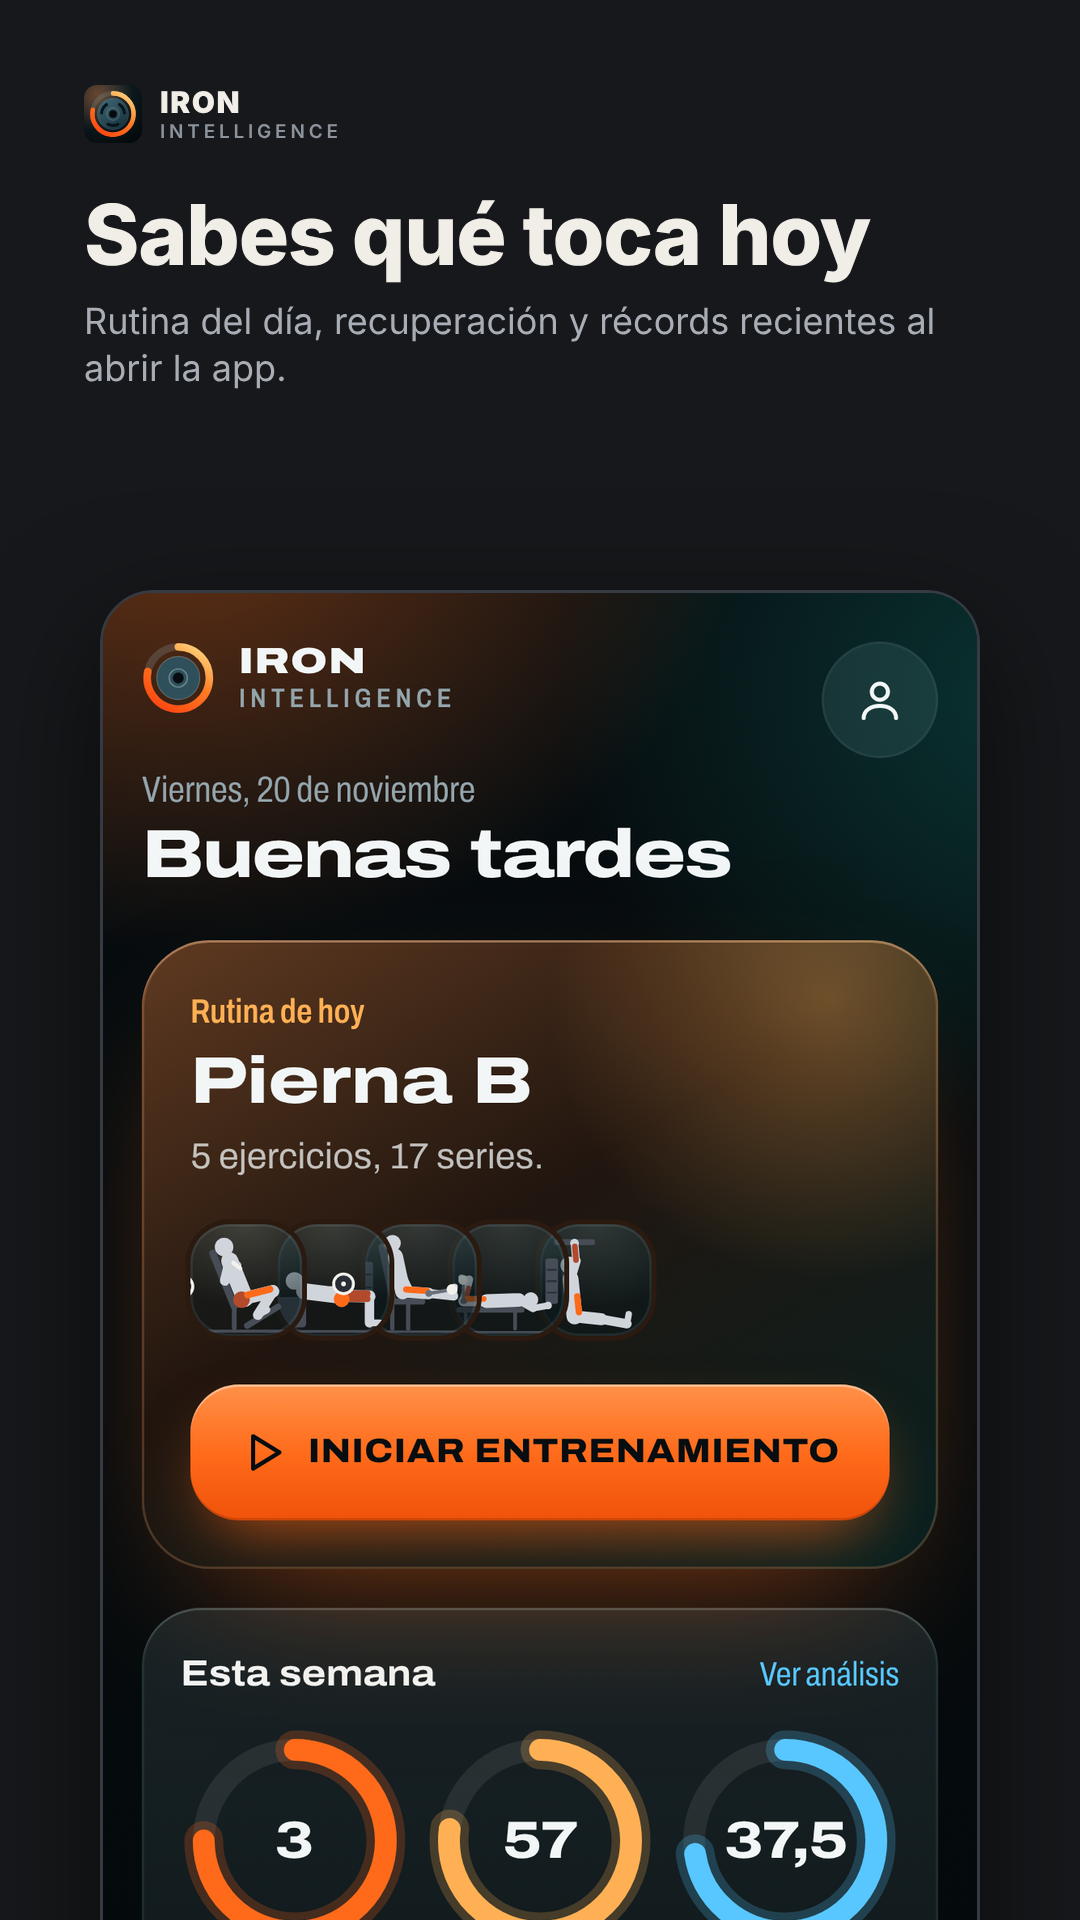 IRON
INTELLIGENCE
Sabes qué toca hoy
Rutina del día, recuperación y récords recientes al
abrir la app.
IRON
INTELLIGENCE
Viernes, 20 de noviembre
Buenas tardes
Rutina de hoy
Pierna B
5 ejercicios, 17 series.
INICIAR ENTRENAMIENTO
Esta semana
Ver análisis
3
57
37,5